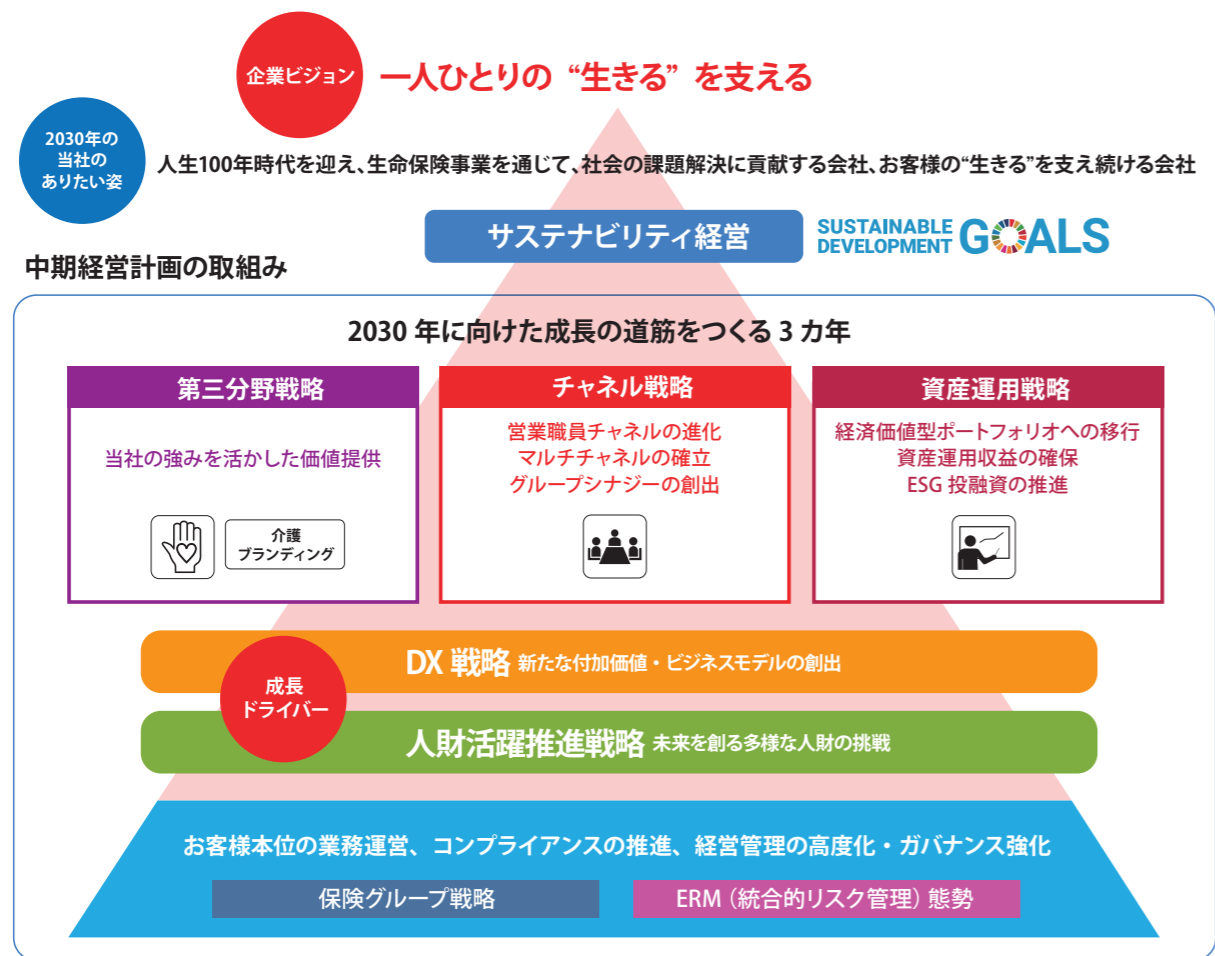 企業ビジョン
一人ひとりの“生きる”を支える
2030年の
当社の
ありたい姿
人生100年時代を迎え、生命保険事業を通じて、社会の課題解決に貢献する会社、お客様の“生きる”を支え続ける会社
サステナビリティ経営
SUSTAINABLE
DEVELOPMENT
GOALS
中期経営計画の取組み
2030年に向けた成長の道筋をつくる3カ年
第三分野戦略
当社の強みを活かした価値提供
介護
ブランディング
チャネル戦略
営業職員チャネルの進化
マルチチャネルの確立
グループシナジーの創出
資産運用戦略
経済価値型ポートフォリオへの移行
資産運用収益の確保
ESG投融資の推進
成長
ドライバー
DX戦略 新たな付加価値・ビジネスモデルの創出
人財活躍推進戦略 未来を創る多様な人財の挑戦
お客様本位の業務運営、コンプライアンスの推進、経営管理の高度化・ガバナンス強化
保険グループ戦略
ERM（統合的リスク管理）態勢